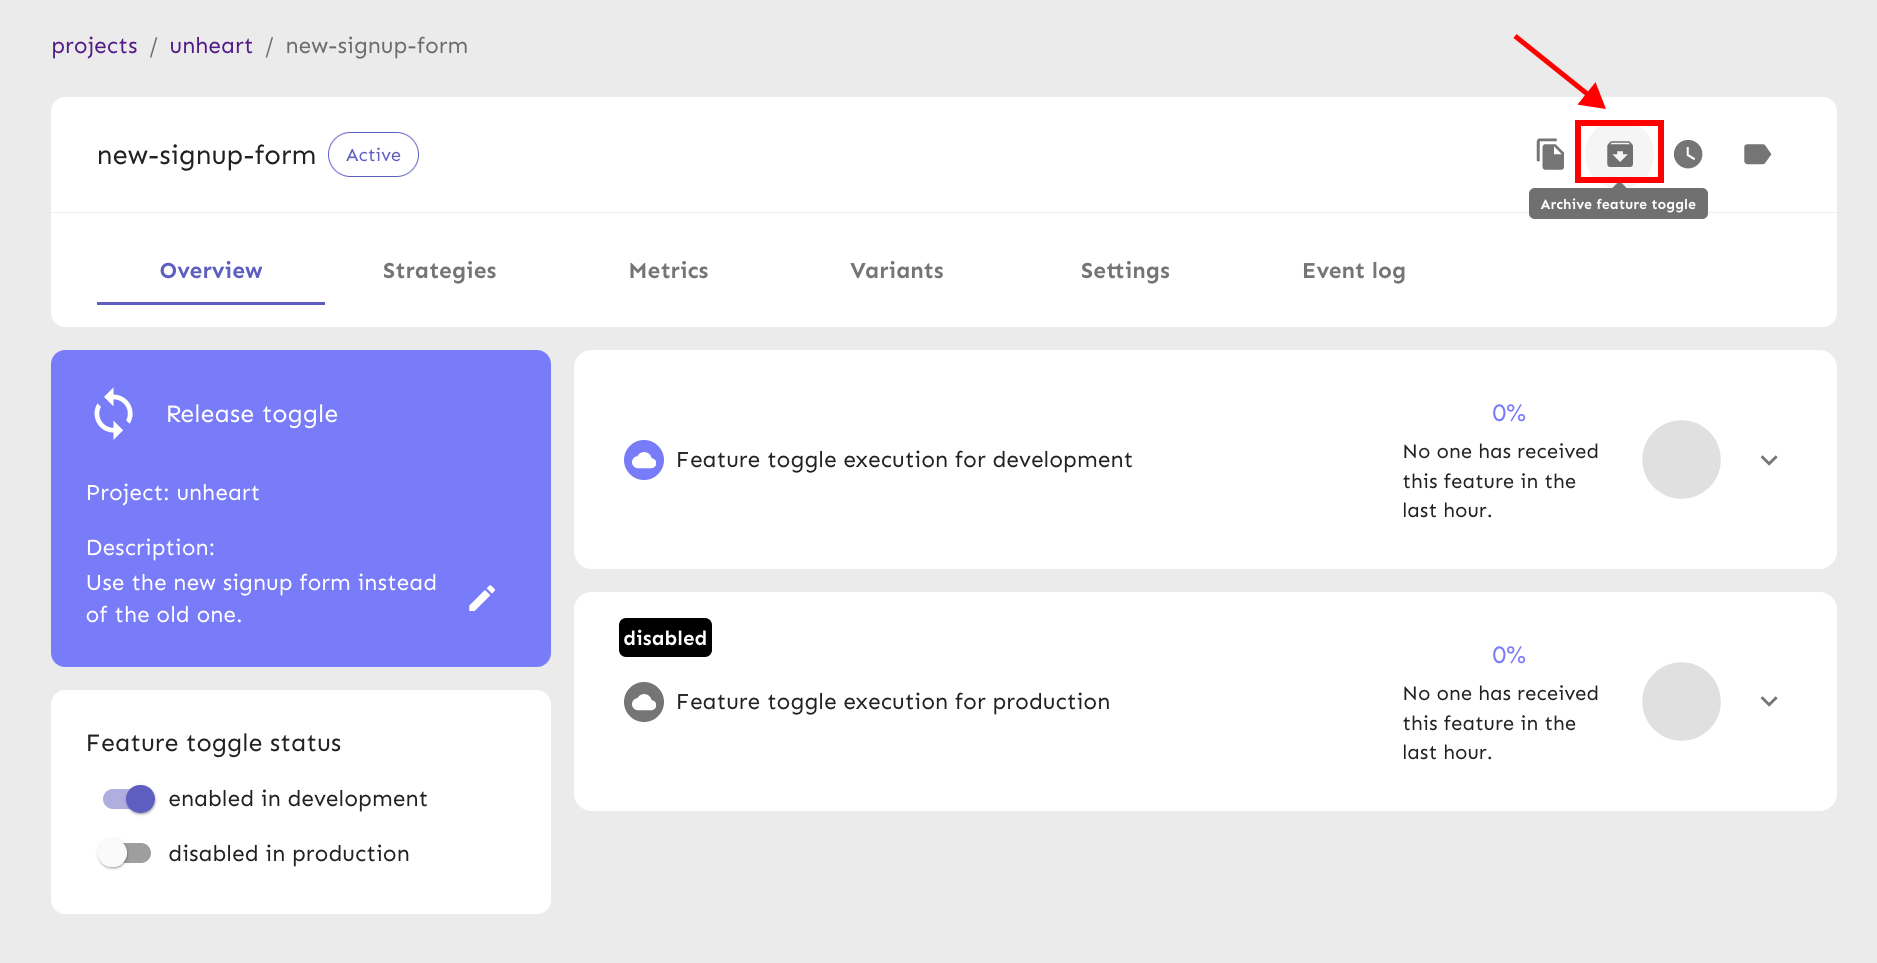 projects / unheart / new-signup-form
new-signup-form Active
Archive feature toggle
Overview Strategies Metrics Variants Settings Event log
Release toggle
Project: unheart
Description:
Use the new signup form instead
of the old one.
Feature toggle status
enabled in development
disabled in production
Feature toggle execution for development
0%
No one has received
this feature in the
last hour.
disabled
Feature toggle execution for production
0%
No one has received
this feature in the
last hour.